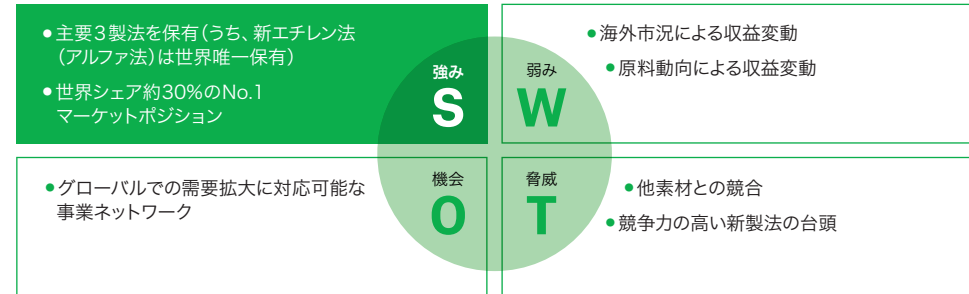 ●主要3製法を保有（うち、新エチレン法
（アルファ法）は世界唯一保有）
●世界シェア約30%のNo.1
マーケットポジション
強み
S
弱み
W
●海外市況による収益変動
●原料動向による収益変動
●グローバルでの需要拡大に対応可能な
事業ネットワーク
機会
O
脅威
T
●他素材との競合
●競争力の高い新製法の台頭